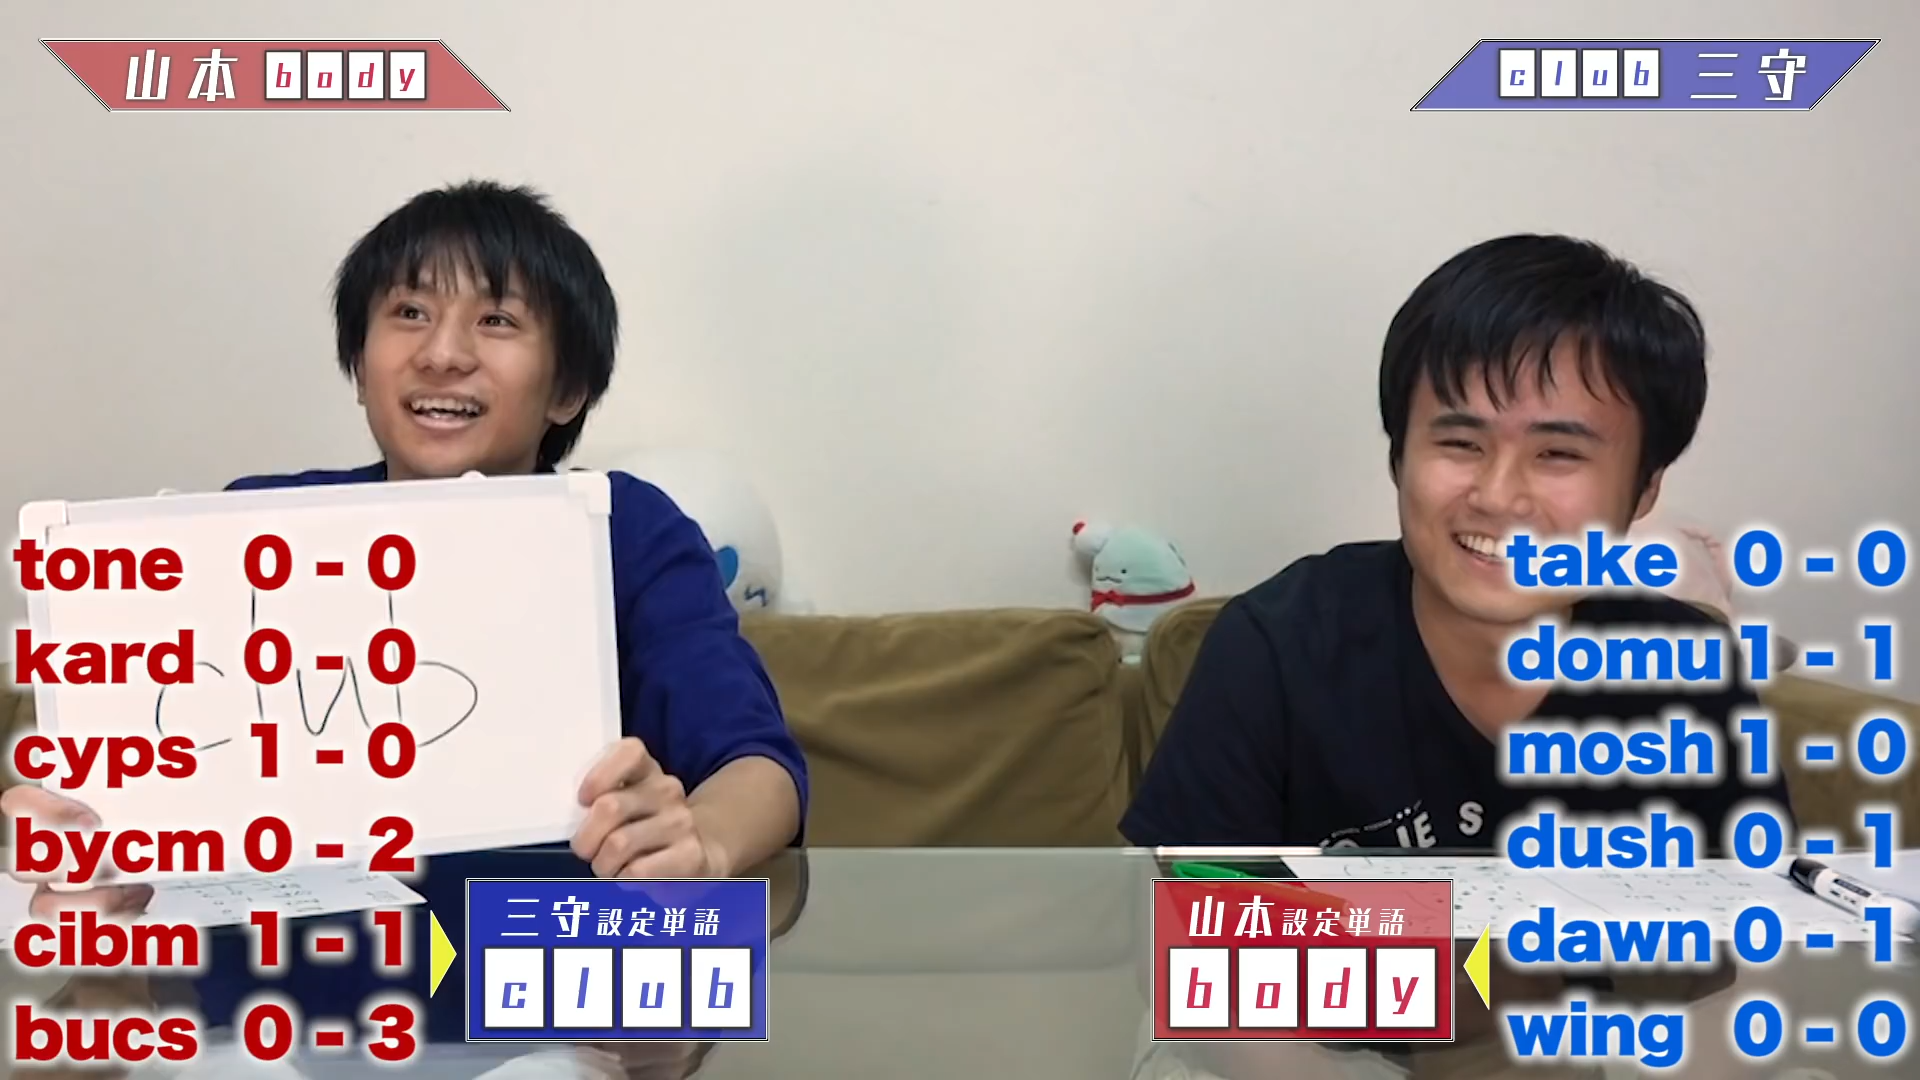 山本 body
club 三守
tone 0 - 0
kard 0 - 0
cyps 1 - 0
bycm 0 - 2
cibm 1 - 1
bucs 0 - 3
club
三守設定単語
club
山本設定単語
body
take 0 - 0
domu 1 - 1
mosh 1 - 0
dush 0 - 1
dawn 0 - 1
wing 0 - 0